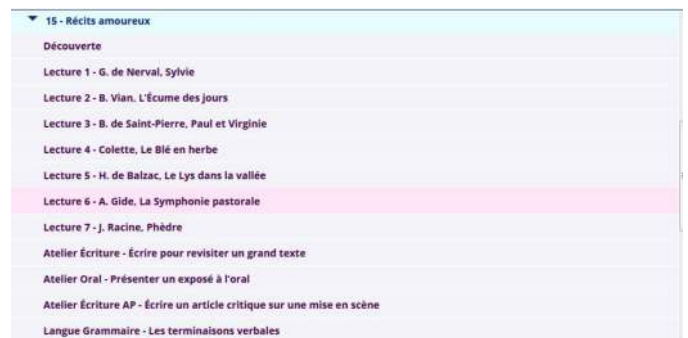 15 - Récits amoureux
Découverte
Lecture 1 - G. de Nerval, Sylvie
Lecture 2 - B. Vian, L'Écume des jours
Lecture 3 - B. de Saint-Pierre, Paul et Virginie
Lecture 4 - Colette, Le Blé en herbe
Lecture 5 - H. de Balzac, Le Lys dans la vallée
Lecture 6 - A. Gide, La Symphonie pastorale
Lecture 7 - J. Racine, Phèdre
Atelier Écriture - Écrire pour revisiter un grand texte
Atelier Oral - Présenter un exposé à l'oral
Atelier Écriture AP - Écrire un article critique sur une mise en scène
Langue Grammaire - Les terminaisons verbales